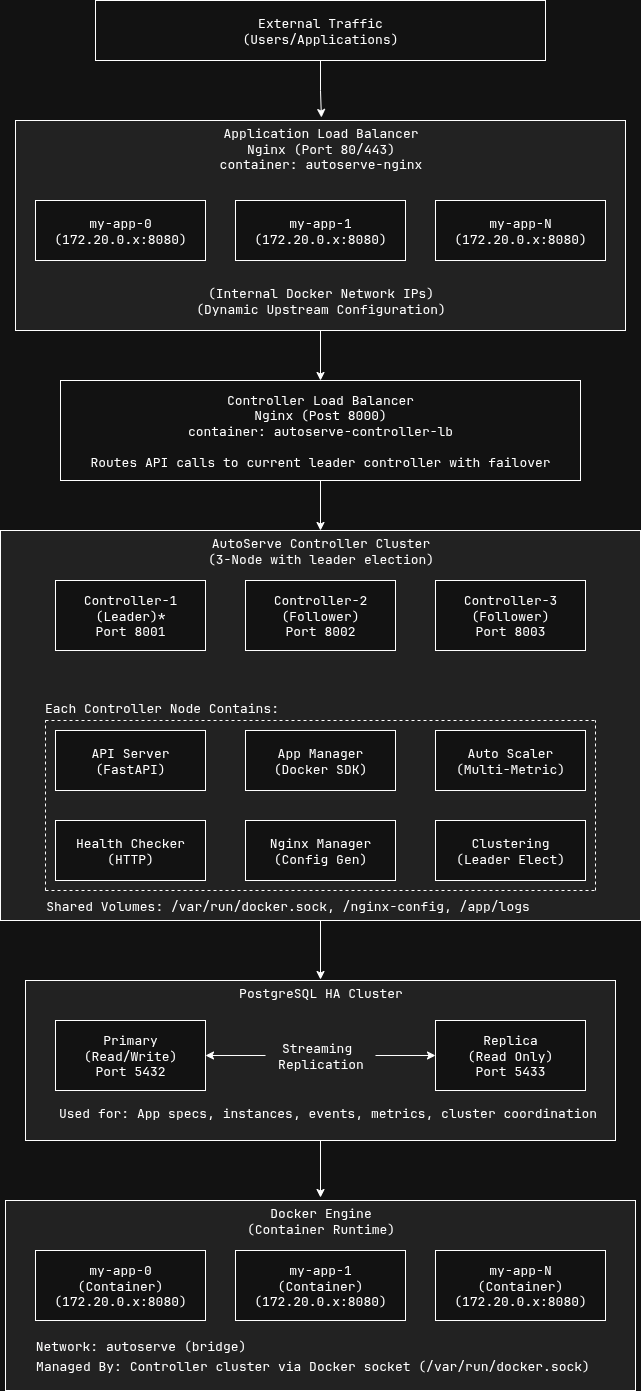 External Traffic
(Users/Applications)
Application Load Balancer
Nginx (Port 80/443)
container: autoserve-nginx
my-app-0
(172.20.0.x:8080)
my-app-1
(172.20.0.x:8080)
my-app-N
(172.20.0.x:8080)
(Internal Docker Network IPs)
(Dynamic Upstream Configuration)
Controller Load Balancer
Nginx (Post 8000)
container: autoserve-controller-lb
Routes API calls to current leader controller with failover
AutoServe Controller Cluster
(3-Node with leader election)
Controller-1
(Leader)*
Port 8001
Controller-2
(Follower)
Port 8002
Controller-3
(Follower)
Port 8003
Each Controller Node Contains:
API Server
(FastAPI)
App Manager
(Docker SDK)
Auto Scaler
(Multi-Metric)
Health Checker
(HTTP)
Nginx Manager
(Config Gen)
Clustering
(Leader Elect)
Shared Volumes: /var/run/docker.sock, /nginx-config, /app/logs
PostgreSQL HA Cluster
Primary
(Read/Write)
Port 5432
Streaming
Replication
Replica
(Read Only)
Port 5433
Used for: App specs, instances, events, metrics, cluster coordination
Docker Engine
(Container Runtime)
my-app-0
(Container)
(172.20.0.x:8080)
my-app-1
(Container)
(172.20.0.x:8080)
my-app-N
(Container)
(172.20.0.x:8080)
Network: autoserve (bridge)
Managed By: Controller cluster via Docker socket (/var/run/docker.sock)